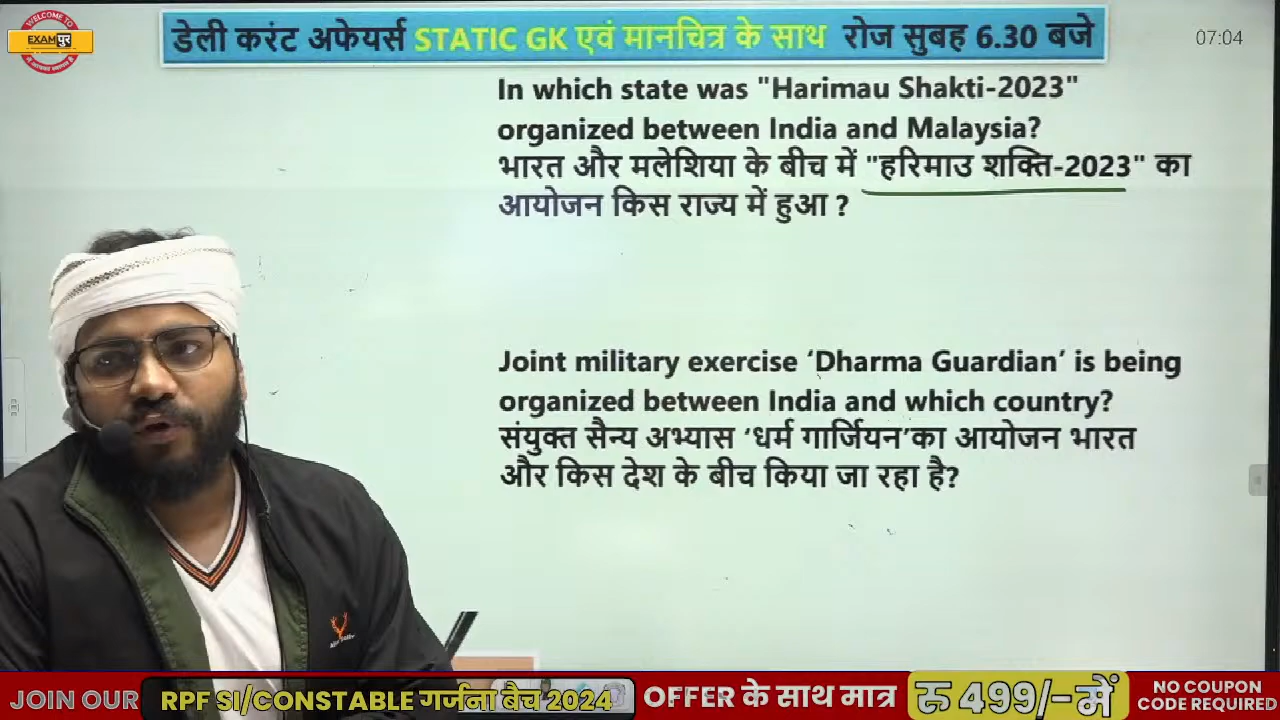 WELCOME TO
EXAMपुर
डेली करंट अफेयर्स STATIC GK एवं मानचित्र के साथ रोज सुबह 6.30 बजे
07:04
In which state was "Harimau Shakti-2023"
organized between India and Malaysia?
भारत और मलेशिया के बीच में "हरिमाउ शक्ति-2023" का
आयोजन किस राज्य में हुआ ?
Joint military exercise ‘Dharma Guardian’ is being
organized between India and which country?
संयुक्त सैन्य अभ्यास ‘धर्म गार्जियन’का आयोजन भारत
और किस देश के बीच किया जा रहा है?
JOIN OUR RPF SI/CONSTABLE गर्जना बैच 2024 OFFER के साथ मात्र रु 499/-में NO COUPON
CODE REQUIRED